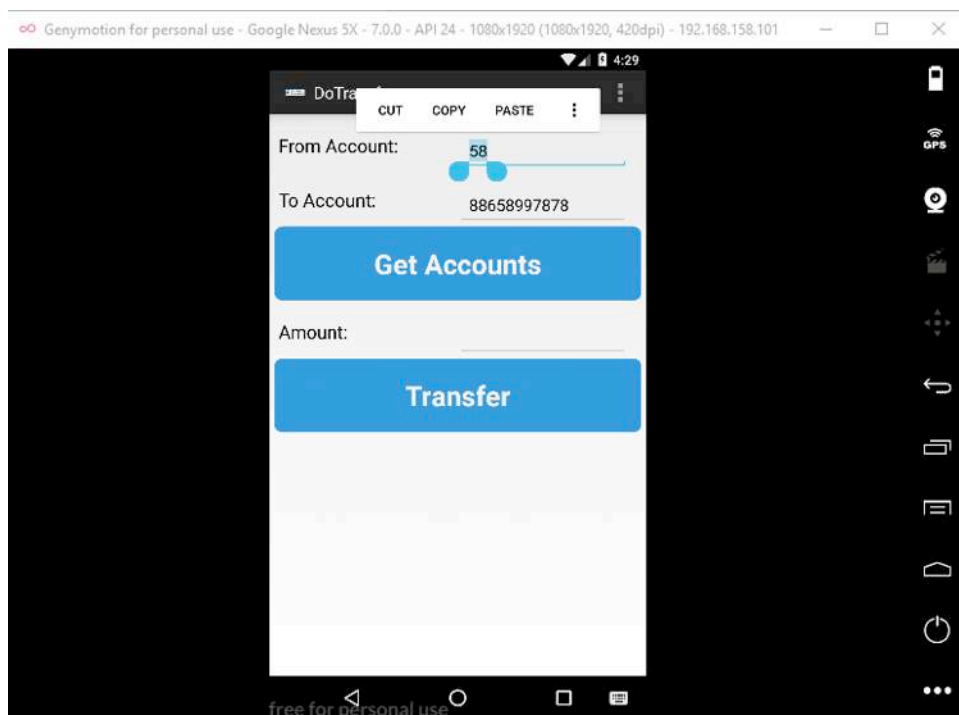 Genymotion for personal use - Google Nexus 5X - 7.0.0 - API 24 - 1080x1920 (1080x1920, 420dpi) - 192.168.158.101
4:29
DoTra
CUT COPY PASTE
From Account: 58
To Account: 88658997878
Get Accounts
Amount:
Transfer
GPS
free for personal use